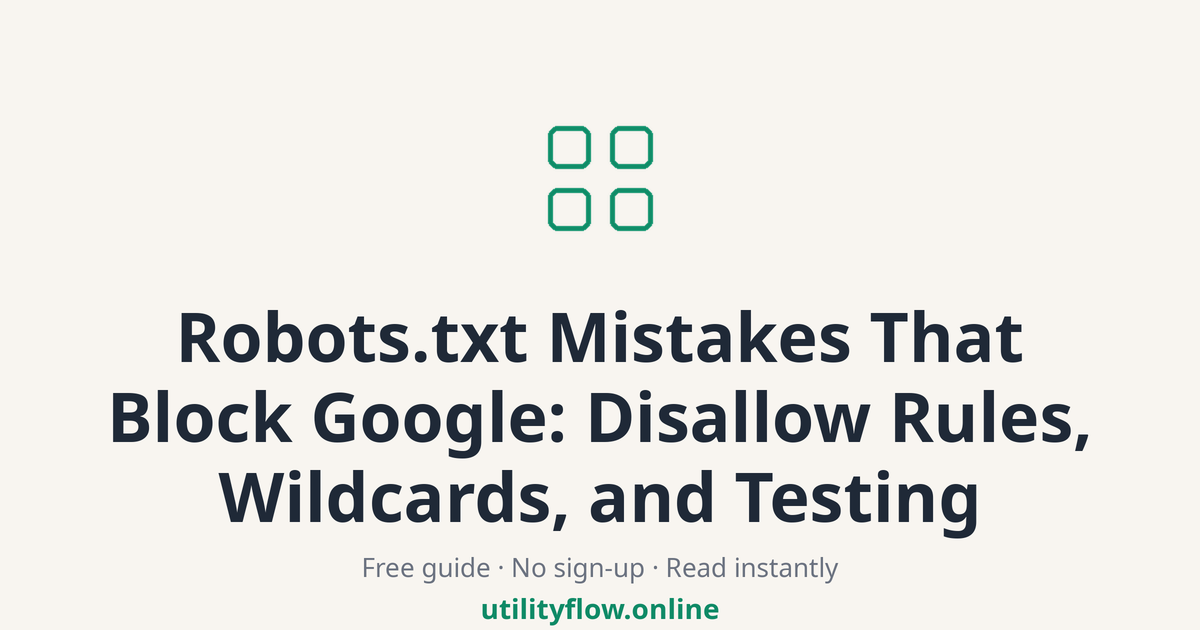 Robots.txt Mistakes That
Block Google: Disallow Rules,
Wildcards, and Testing
Free guide · No sign-up · Read instantly
utilityflow.online